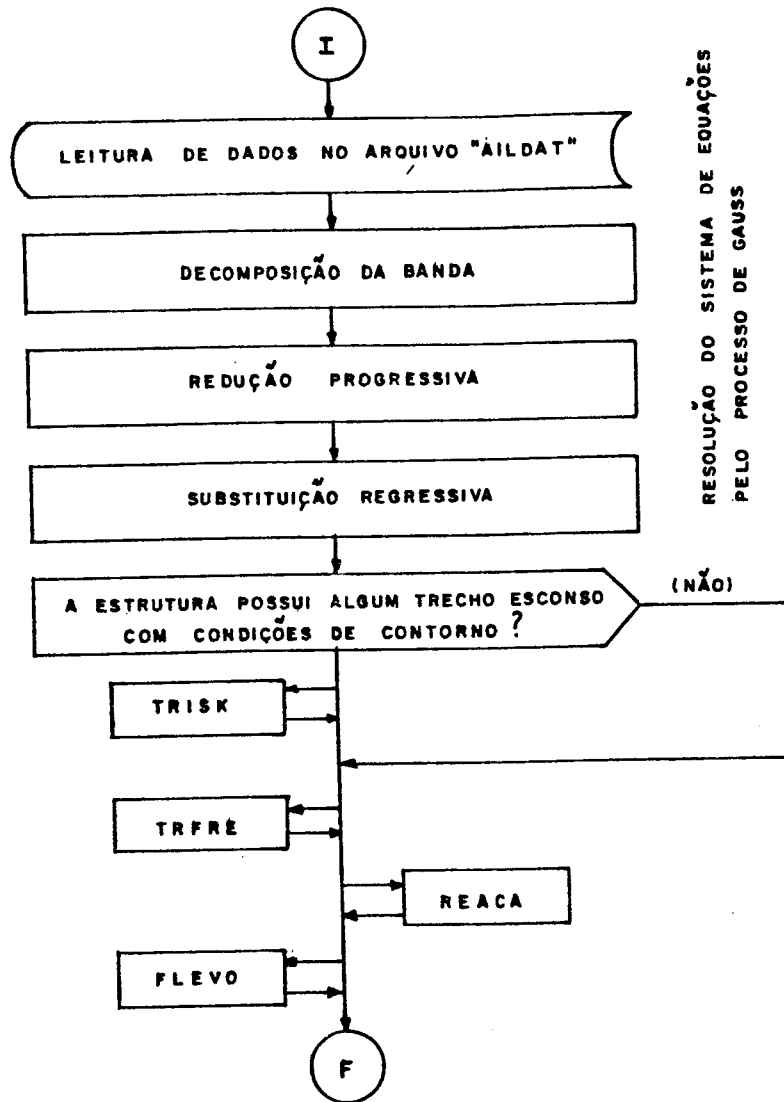 I
LEITURA DE DADOS NO ARQUIVO "AILDAT"
DECOMPOSIÇÃO DA BANDA
REDUÇÃO PROGRESSIVA
SUBSTITUIÇÃO REGRESSIVA
A ESTRUTURA POSSUI ALGUM TRECHO ESCONSO
COM CONDIÇÕES DE CONTORNO?
(NÃO)
TRISK
TRFRE
REACA
FLEVO
F
RESOLUÇÃO DO SISTEMA DE EQUAÇÕES
PELO PROCESSO DE GAUSS